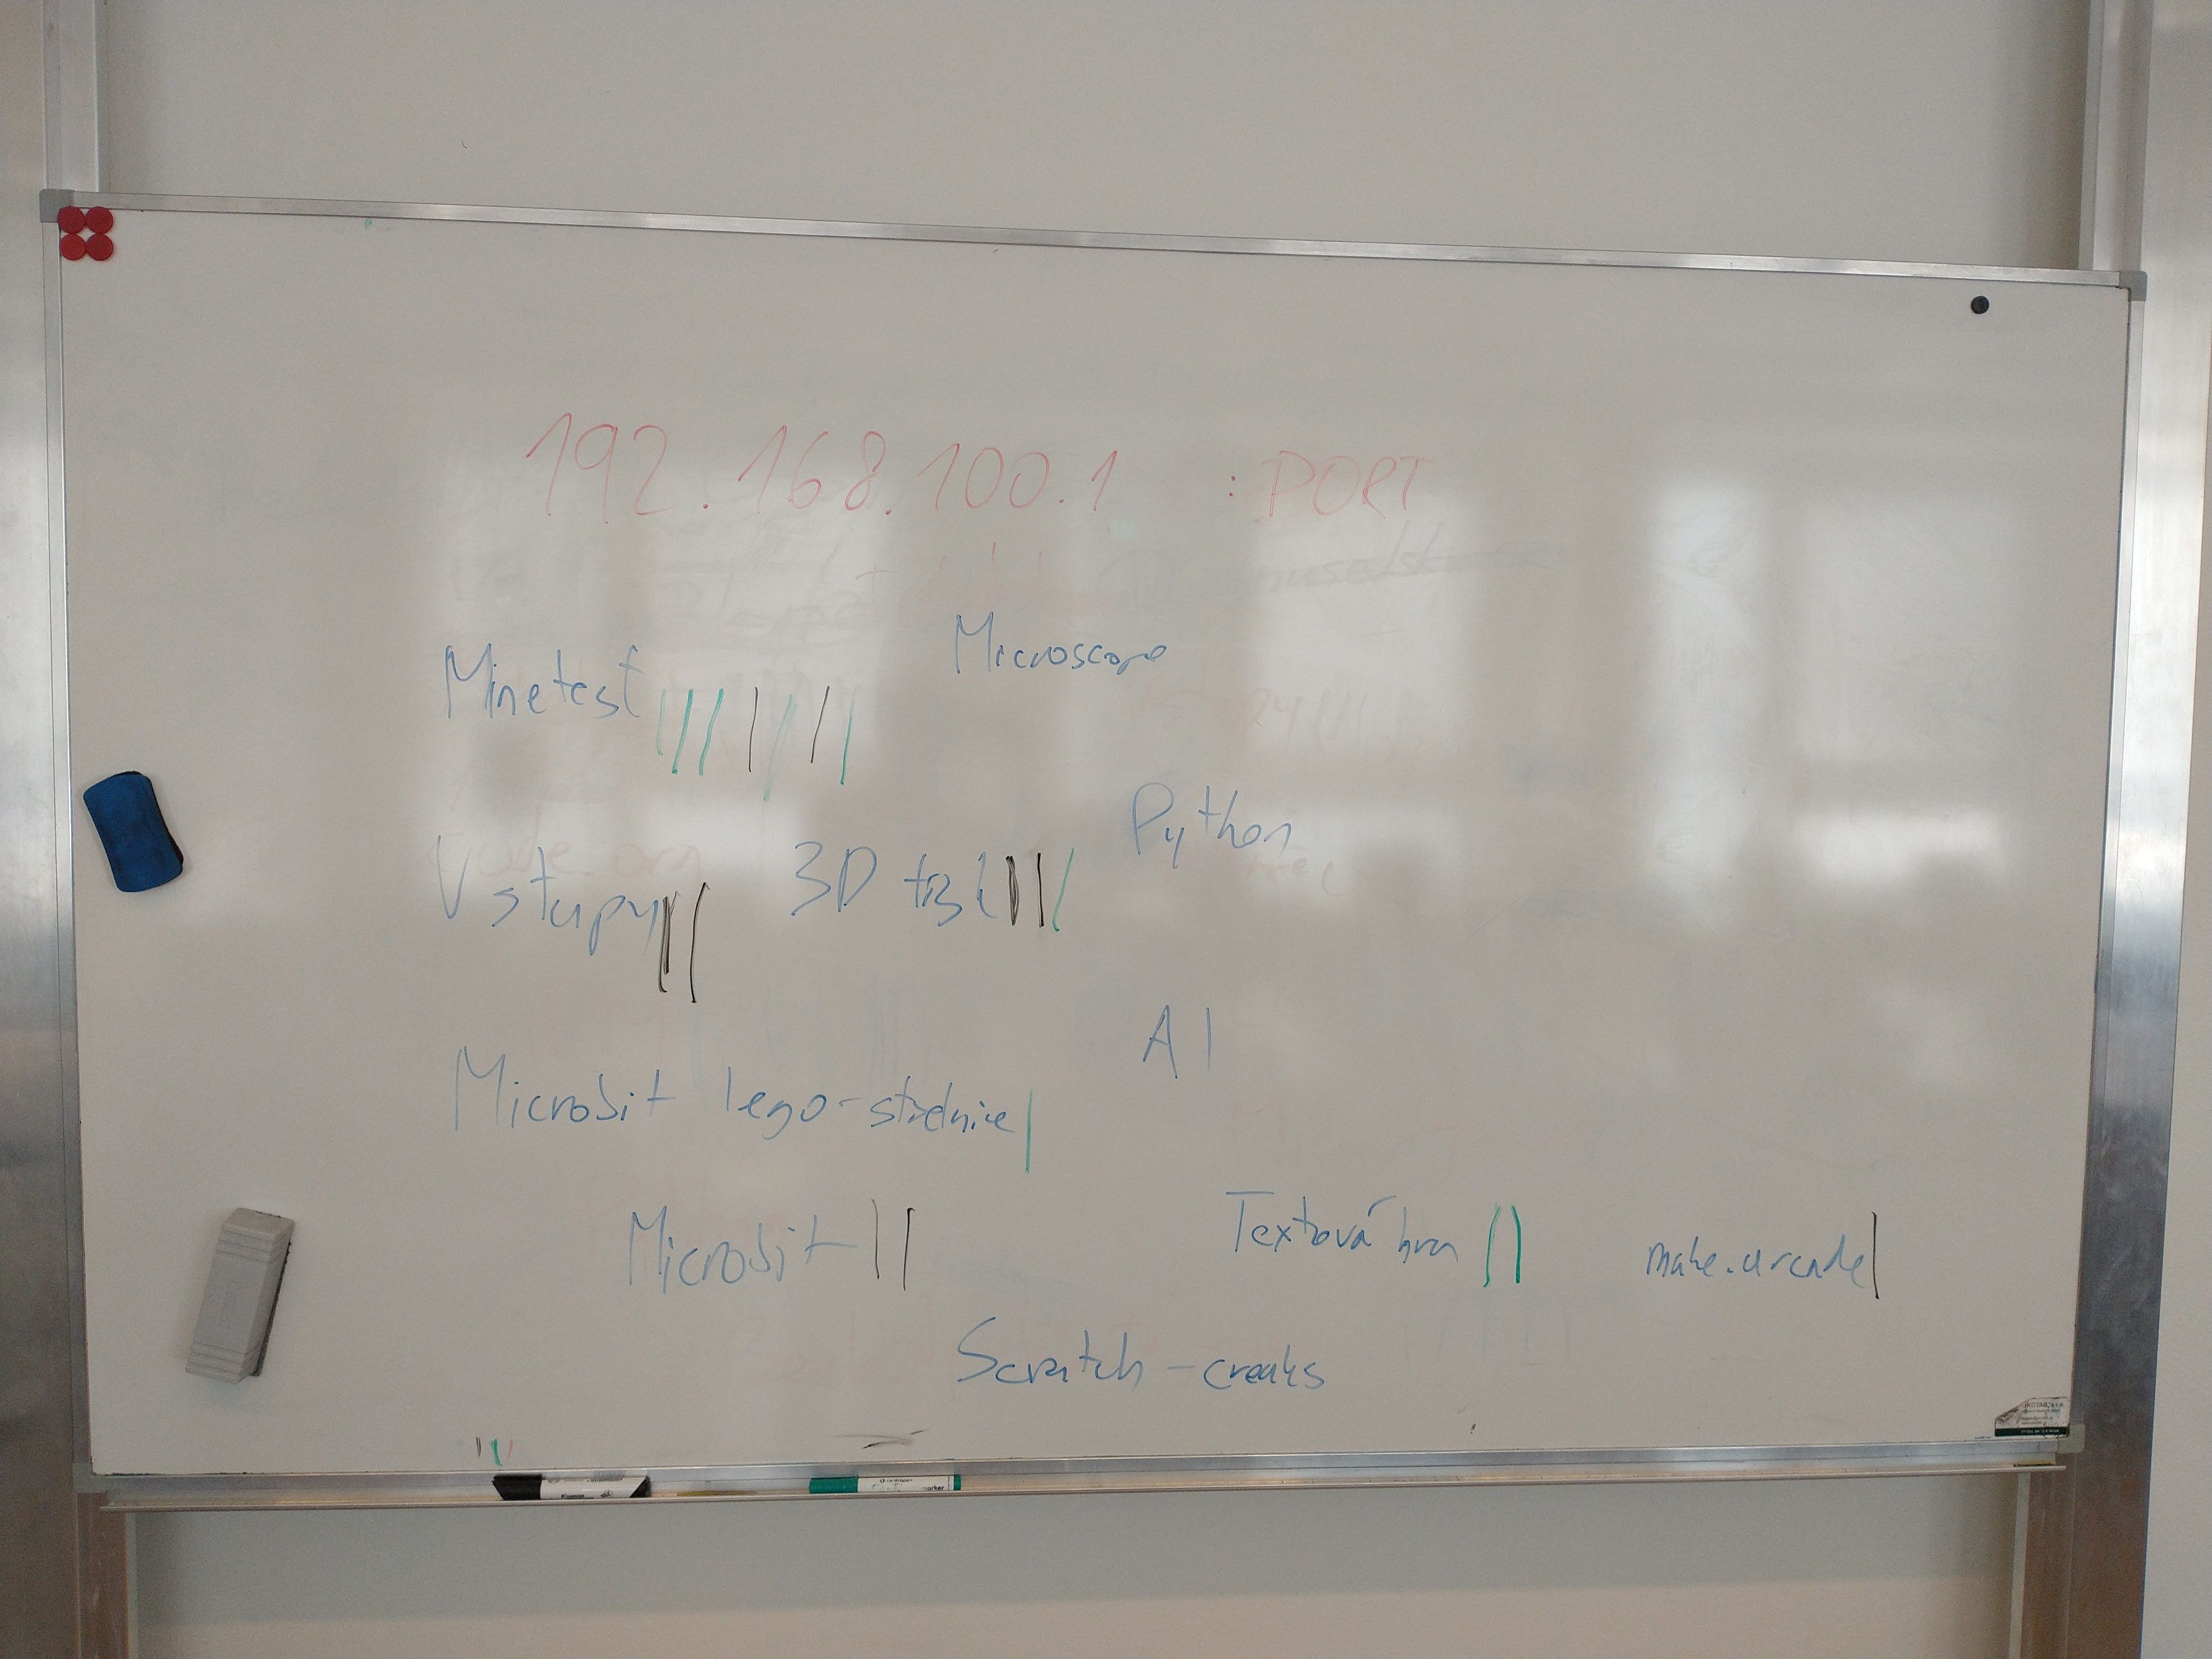 192.168.100.1 : PORT
Microscope
Minetest
Python
Vstupy 3D tisk
AI
Microbit lego-střelnice
Microbit
Textová hra
make.arcade
Scratch - creaks